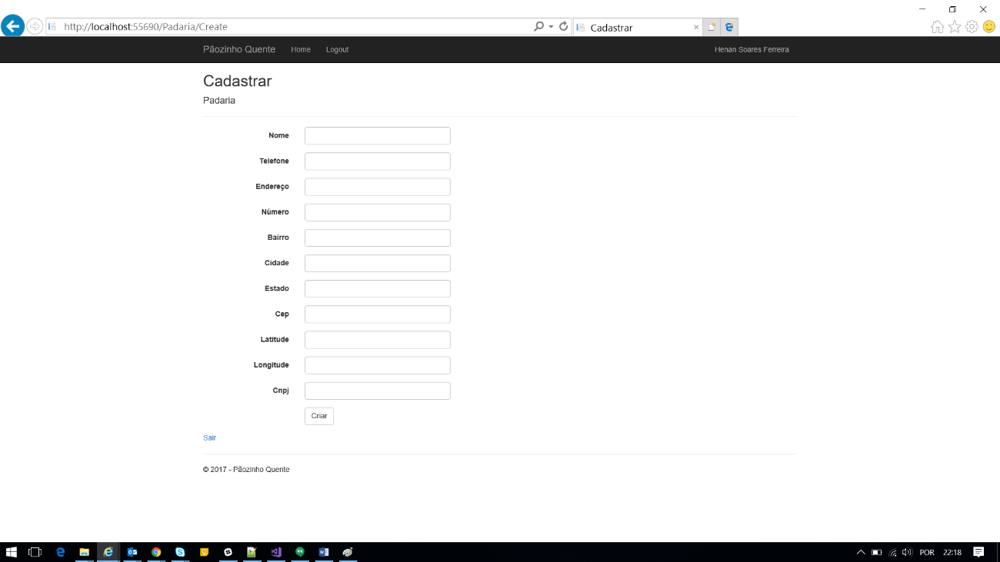 http://localhost:55690/Padaria/Create
Cadastrar
Pãozinho Quente Home Logout Henan Soares Ferreira
Cadastrar
Padaria
Nome
Telefone
Endereço
Número
Bairro
Cidade
Estado
Cep
Latitude
Longitude
Cnpj
Criar
Sair
© 2017 - Pãozinho Quente
POR 22:18